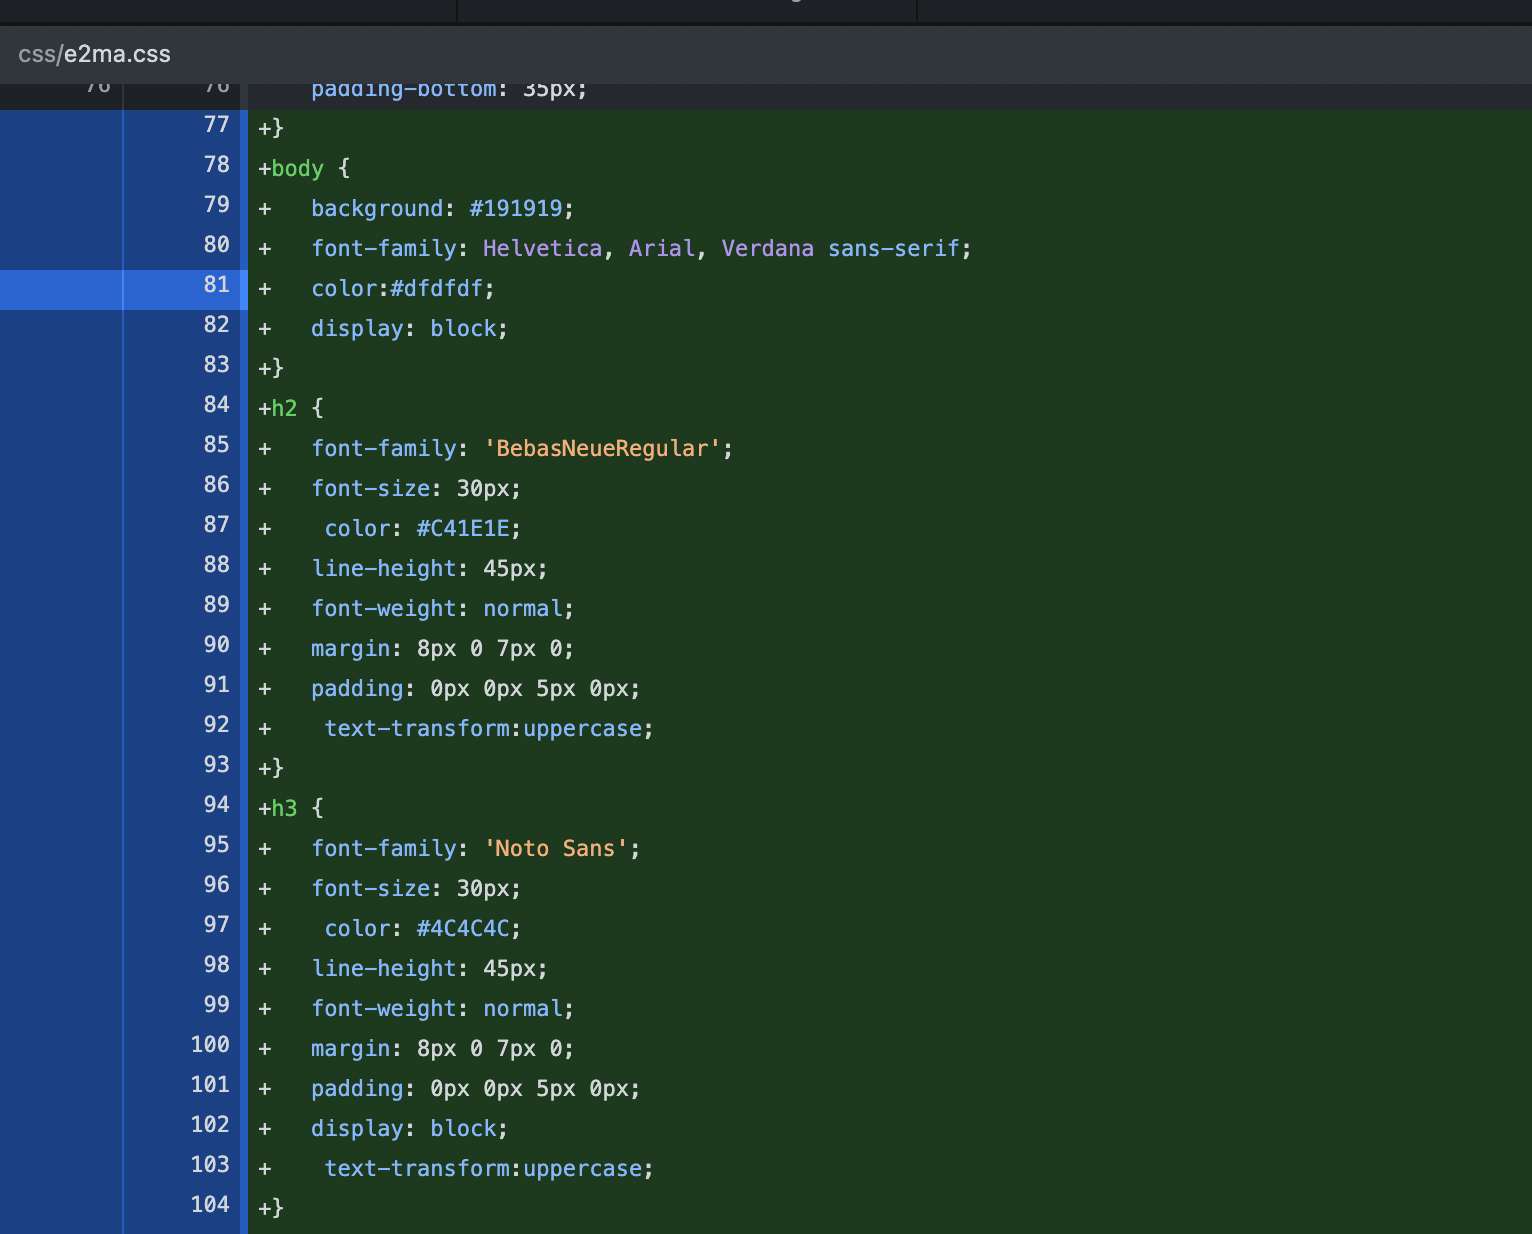 css/e2ma.css
76 76 padding-bottom: 35px;
77 +}
78 +body {
79 + background: #191919;
80 + font-family: Helvetica, Arial, Verdana sans-serif;
81 + color:#dfdfdf;
82 + display: block;
83 +}
84 +h2 {
85 + font-family: 'BebasNeueRegular';
86 + font-size: 30px;
87 + color: #C41E1E;
88 + line-height: 45px;
89 + font-weight: normal;
90 + margin: 8px 0 7px 0;
91 + padding: 0px 0px 5px 0px;
92 + text-transform:uppercase;
93 +}
94 +h3 {
95 + font-family: 'Noto Sans';
96 + font-size: 30px;
97 + color: #4C4C4C;
98 + line-height: 45px;
99 + font-weight: normal;
100 + margin: 8px 0 7px 0;
101 + padding: 0px 0px 5px 0px;
102 + display: block;
103 + text-transform:uppercase;
104 +}